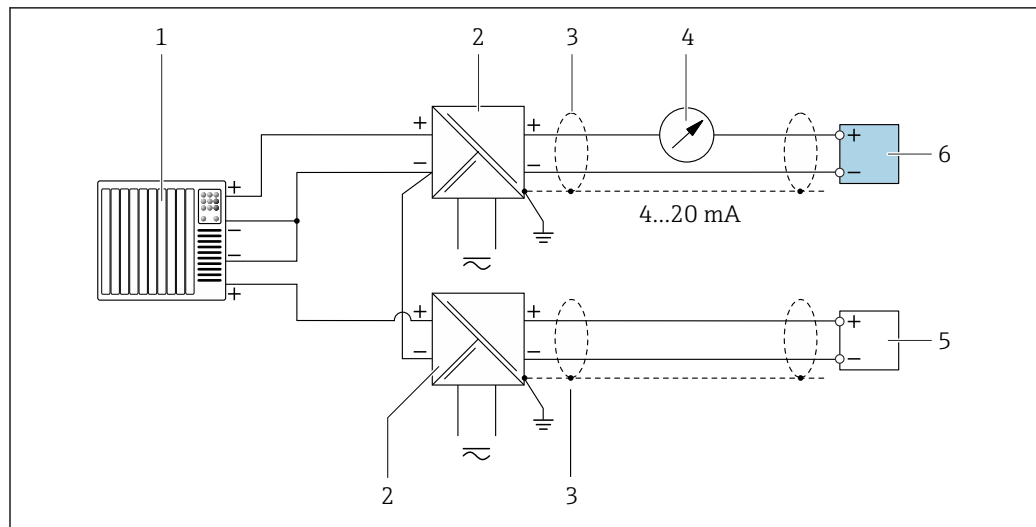 1 2 3 4
+ +
+ + 6
− −
+ −
4...20 mA
−
−
+
+ + + 5
− − −
2 3